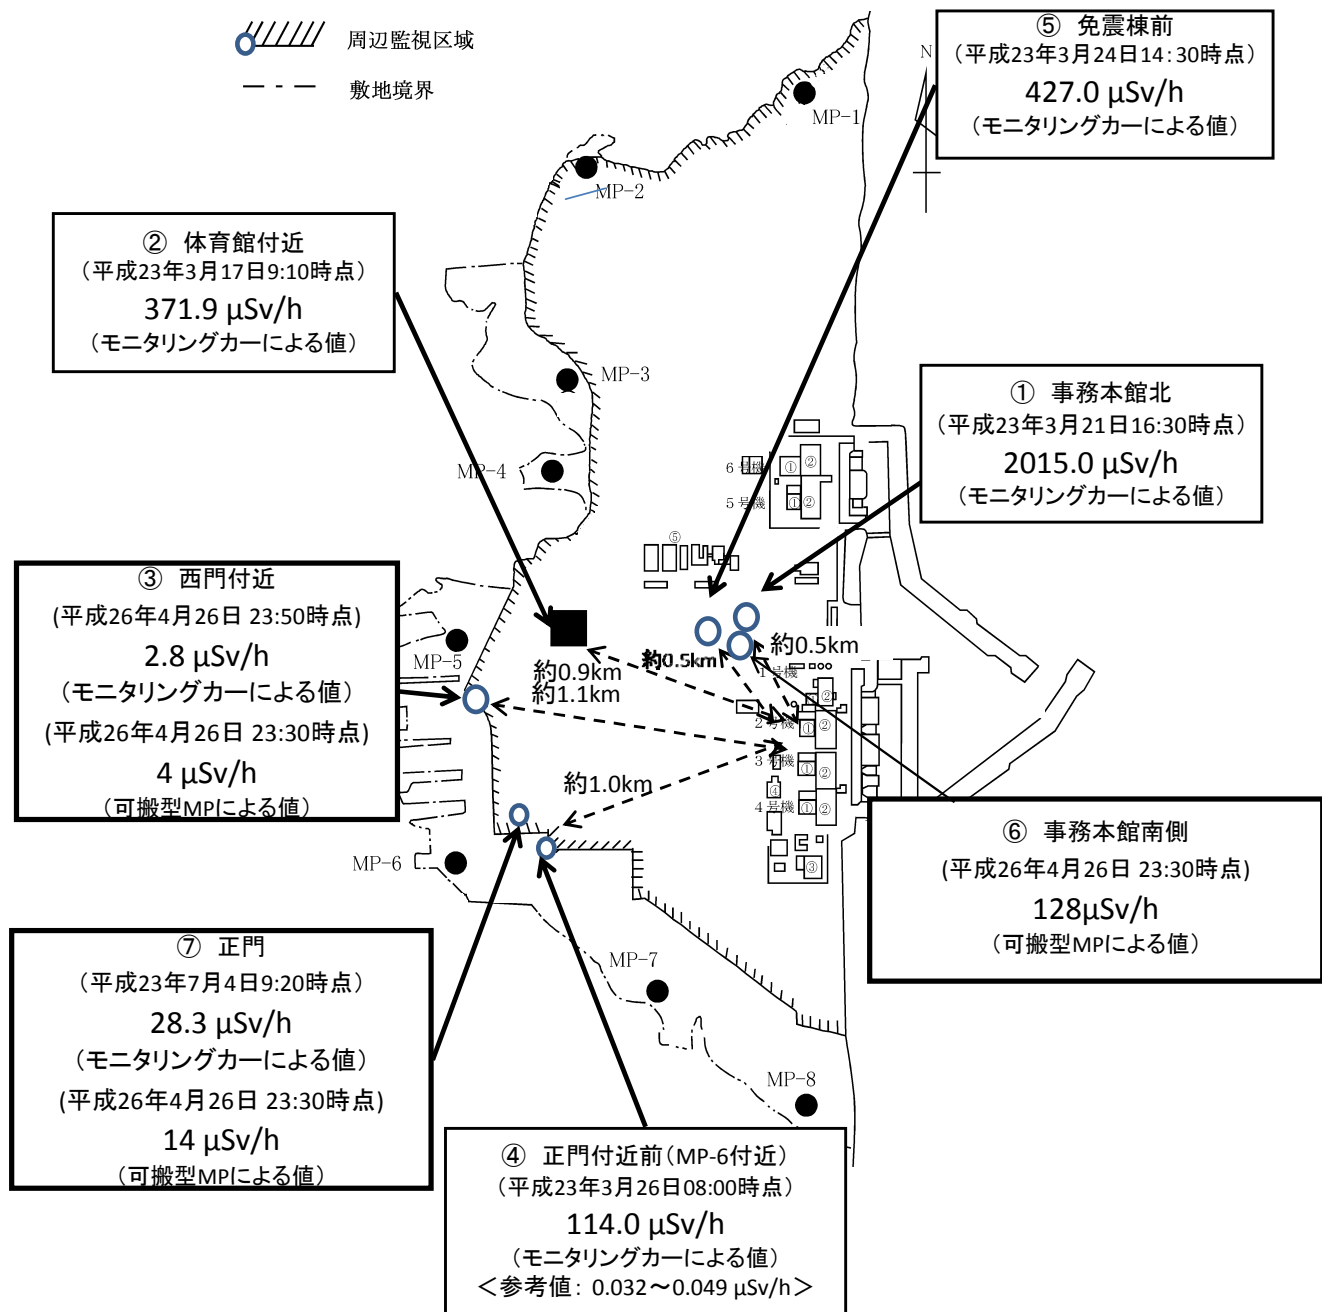 周辺監視区域
敷地境界
⑤ 免震棟前
(平成23年3月24日14:30時点)
427.0 μSv/h
(モニタリングカーによる値)
N
MP-1
MP-2
② 体育館付近
(平成23年3月17日9:10時点)
371.9 μSv/h
(モニタリングカーによる値)
MP-3
① 事務本館北
(平成23年3月21日16:30時点)
2015.0 μSv/h
(モニタリングカーによる値)
MP-4
6号機
① ②
5号機
① ②
⑤
③ 西門付近
(平成26年4月26日 23:50時点)
2.8 μSv/h
(モニタリングカーによる値)
(平成26年4月26日 23:30時点)
4 μSv/h
(可搬型MPによる値)
MP-5
約0.9km
約1.1km
約0.5km
約0.5km
1号機
②
2号機
① ②
3号機
① ②
④
4号機
① ②
③
約1.0km
MP-6
⑥ 事務本館南側
(平成26年4月26日 23:30時点)
128μSv/h
(可搬型MPによる値)
⑦ 正門
(平成23年7月4日9:20時点)
28.3 μSv/h
(モニタリングカーによる値)
(平成26年4月26日 23:30時点)
14 μSv/h
(可搬型MPによる値)
MP-7
MP-8
④ 正門付近前(MP-6付近)
(平成23年3月26日08:00時点)
114.0 μSv/h
(モニタリングカーによる値)
<参考値: 0.032~0.049 μSv/h>